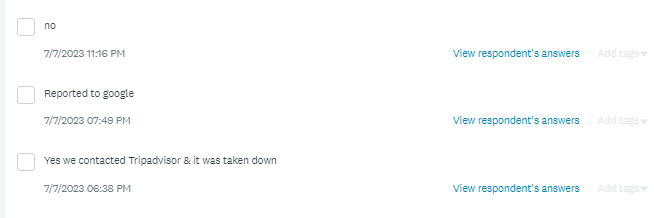 no
7/7/2023 11:16 PM
View respondent's answers
Add tags
Reported to google
7/7/2023 07:49 PM
View respondent's answers
Add tags
Yes we contacted Tripadvisor & it was taken down
7/7/2023 06:38 PM
View respondent's answers
Add tags